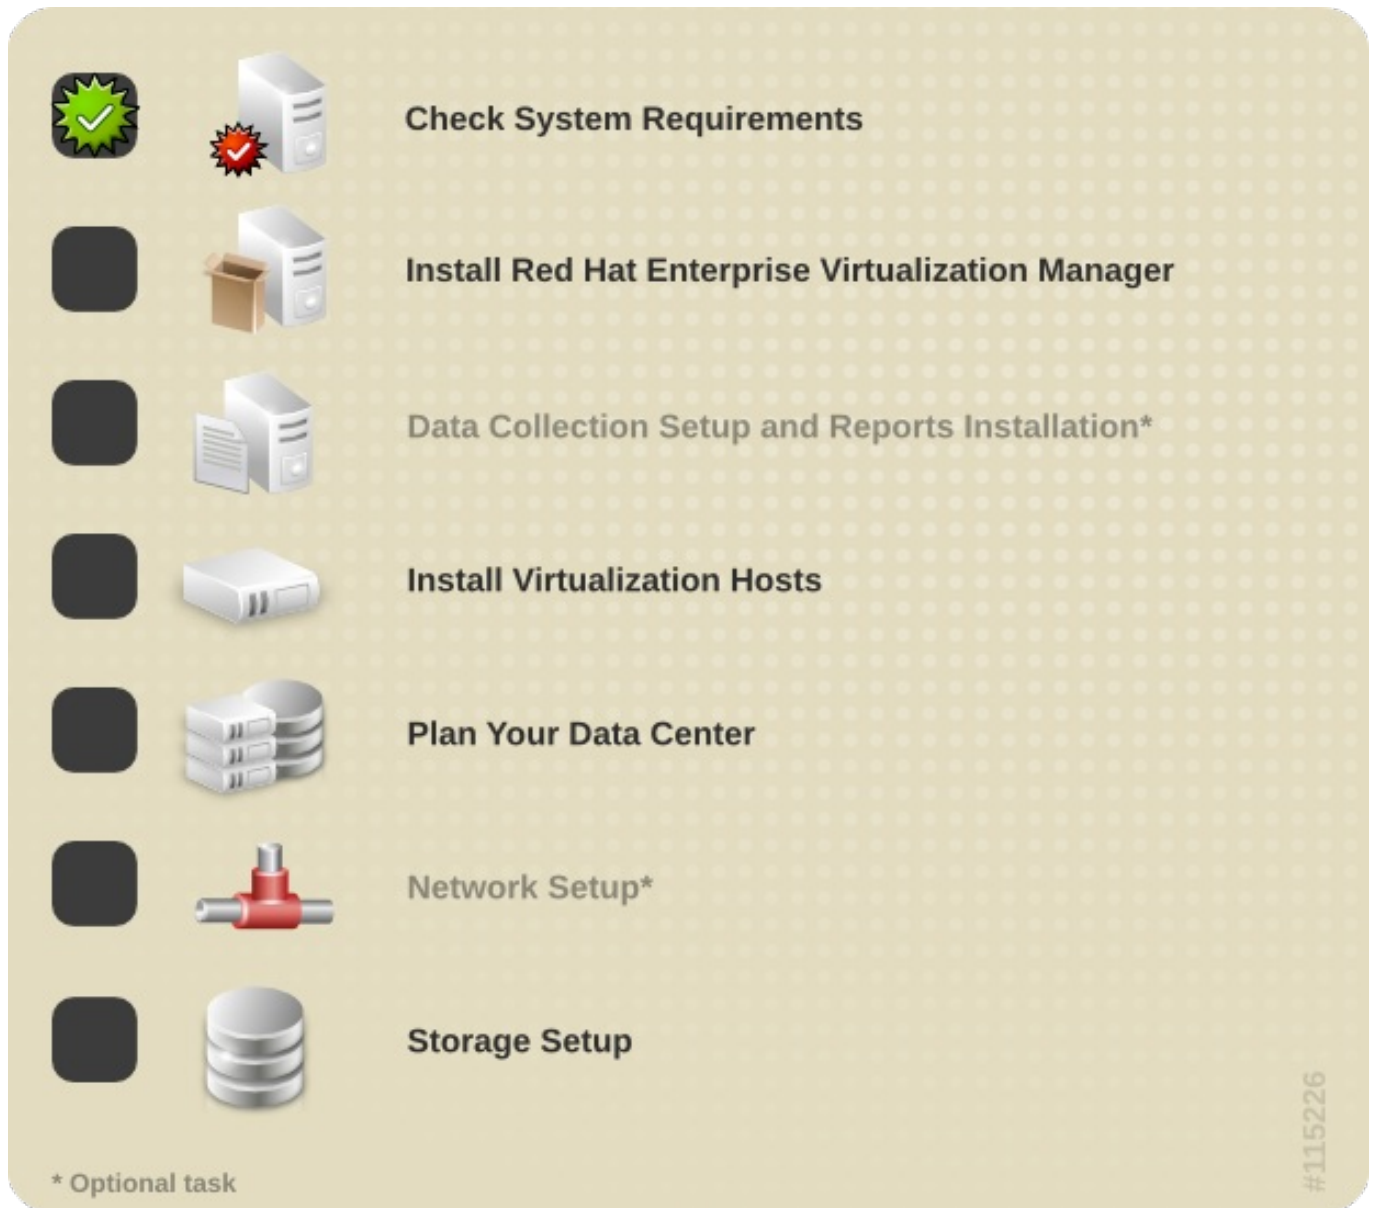 Check System Requirements
Install Red Hat Enterprise Virtualization Manager
Data Collection Setup and Reports Installation*
Install Virtualization Hosts
Plan Your Data Center
Network Setup*
Storage Setup
* Optional task
#115226